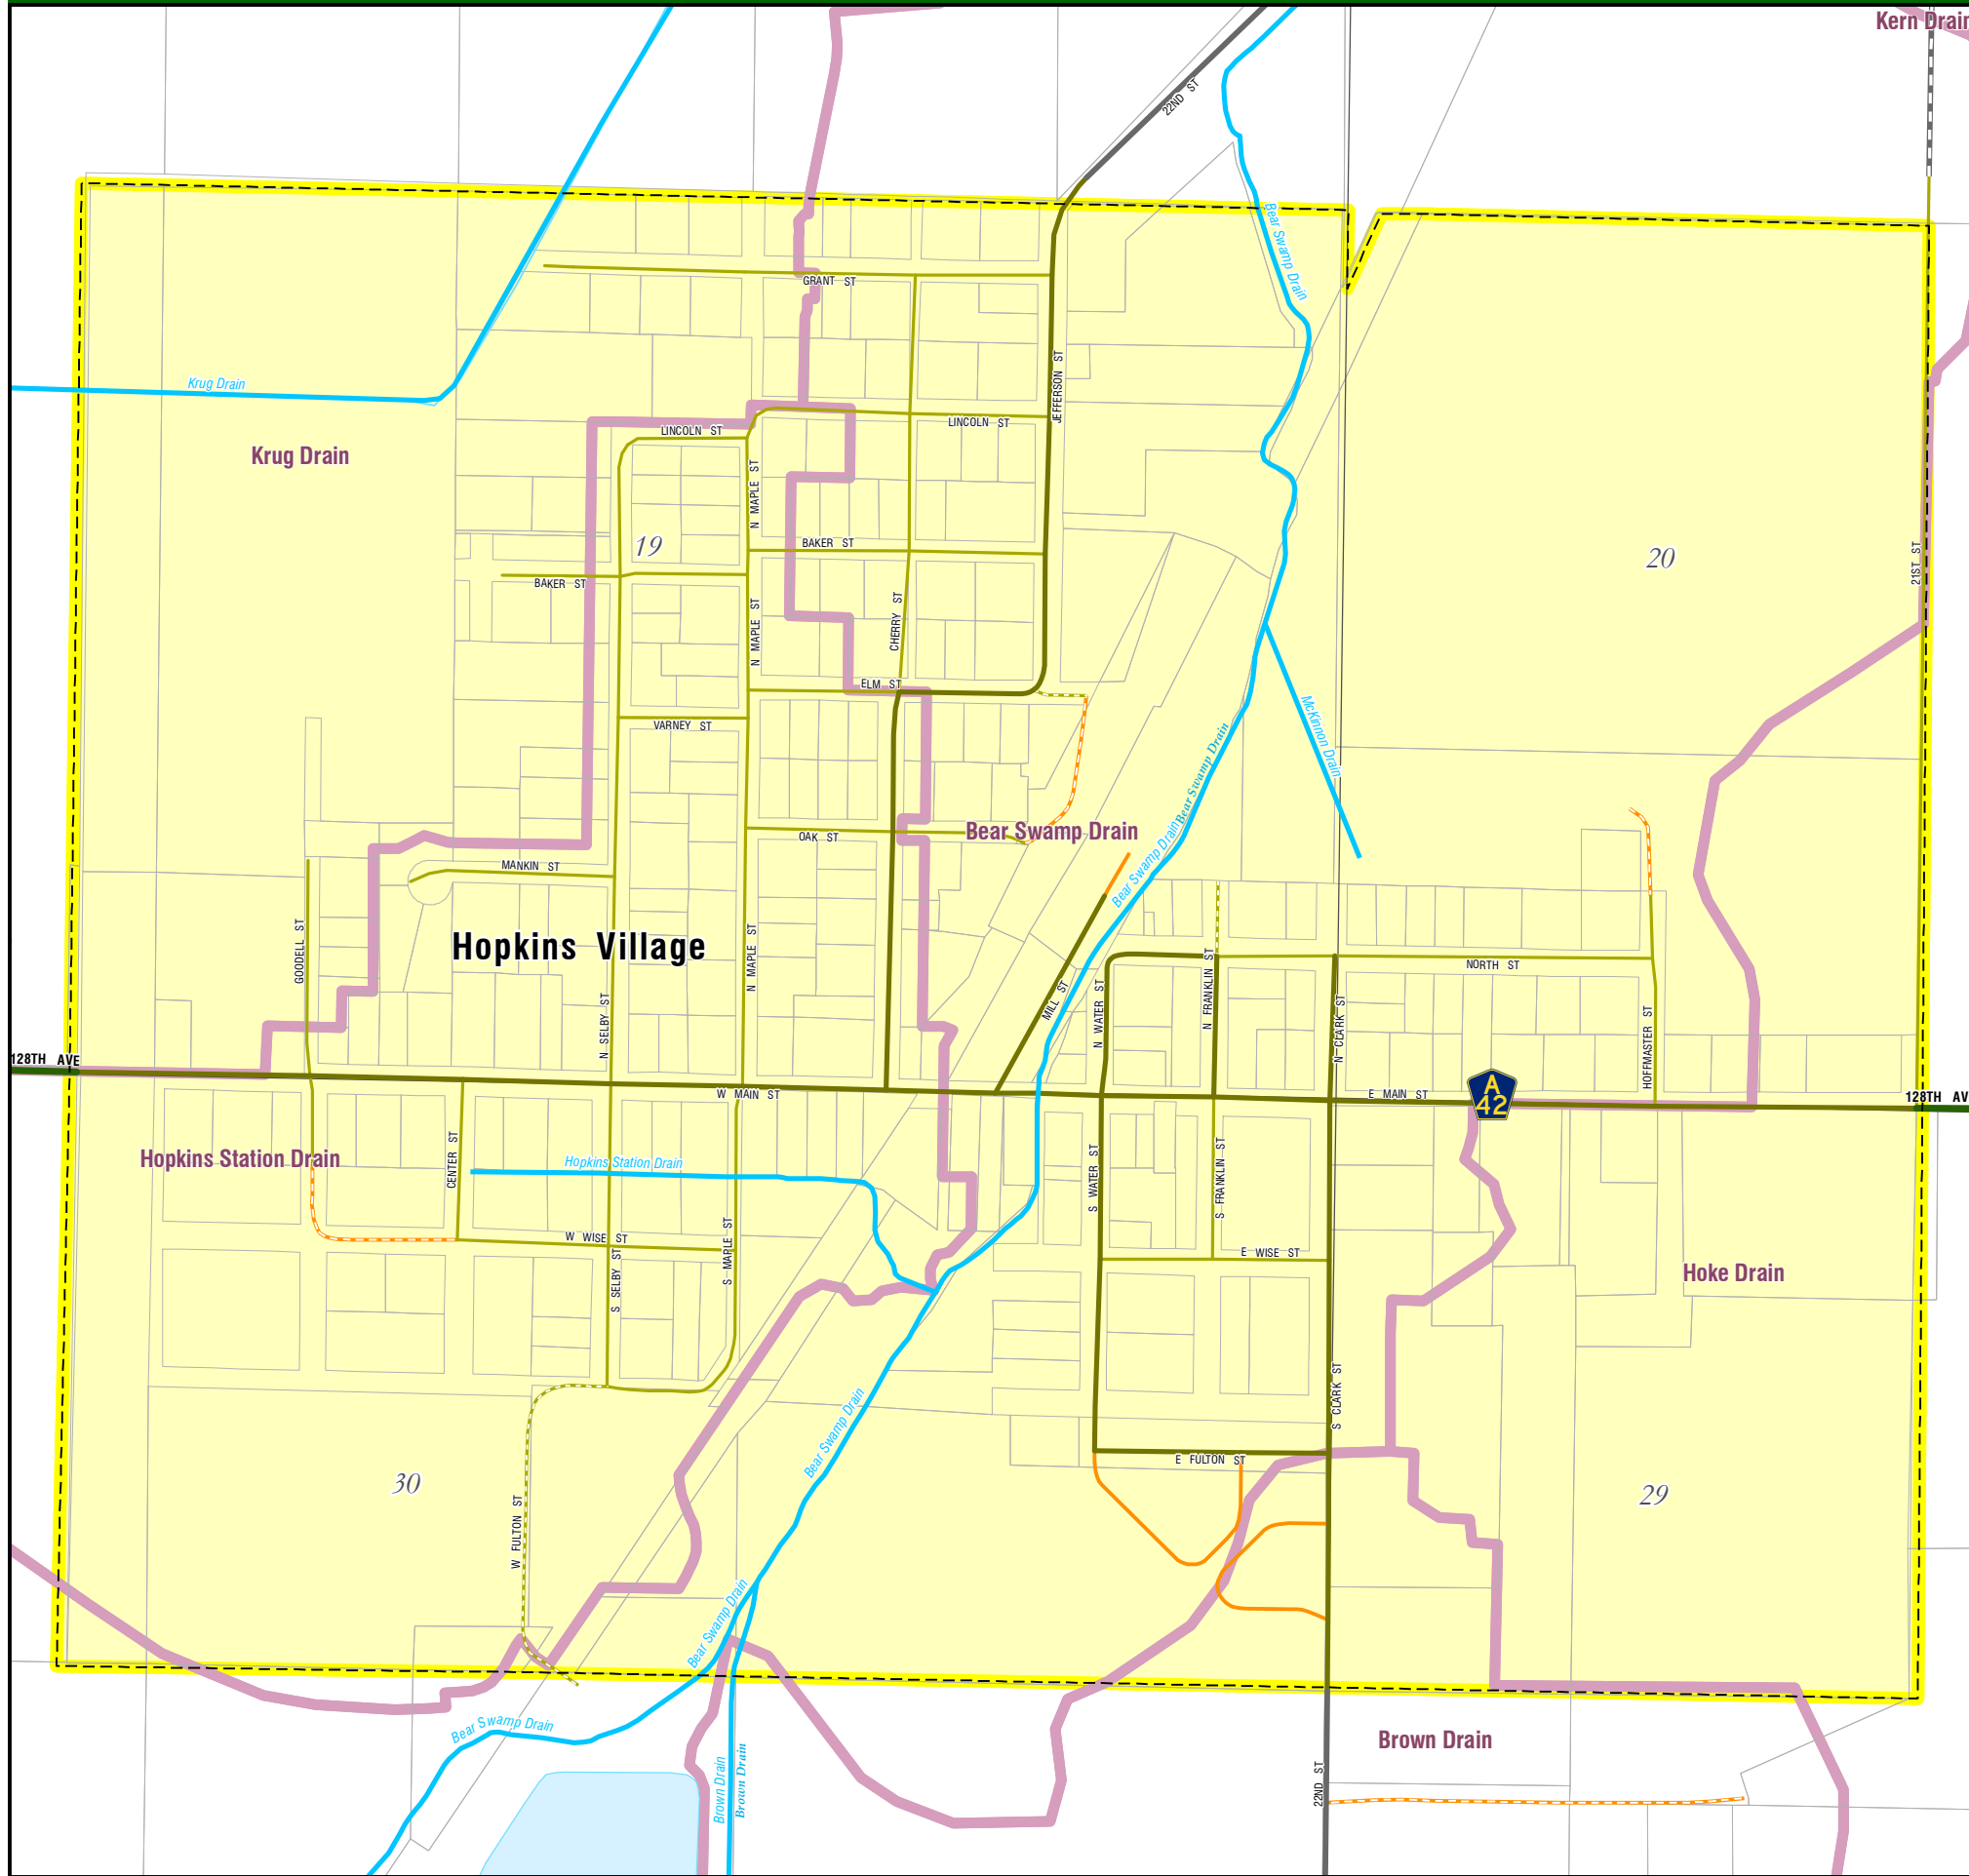 Kern Drain
22ND ST
Bear Swamp Drain
GRANT ST
Krug Drain
JEFFERSON ST
LINCOLN ST
LINCOLN ST
Krug Drain
N MAPLE ST
19
BAKER ST
20
21ST ST
BAKER ST
CHERRY ST
N MAPLE ST
ELM ST
VARNEY ST
McKinnon Drain
Bear Swamp Drain
OAK ST
Bear Swamp Drain
Bear Swamp Drain
MANKIN ST
GOODELL ST
Hopkins Village
N MAPLE ST
NORTH ST
N FRANKLIN ST
N SELBY ST
MILL ST
N WATER ST
N CLARK ST
HOFFMASTER ST
128TH AVE
A
42
W MAIN ST
E MAIN ST
128TH AV
Hopkins Station Drain
CENTER ST
Hopkins Station Drain
S WATER ST
S FRANKLIN ST
W WISE ST
S SELBY ST
S MAPLE ST
E WISE ST
Hoke Drain
S CLARK ST
Bear Swamp Drain
E FULTON ST
30
W FULTON ST
29
Bear Swamp Drain
Bear Swamp Drain
Brown Drain
Brown Drain
Brown Drain
22ND ST